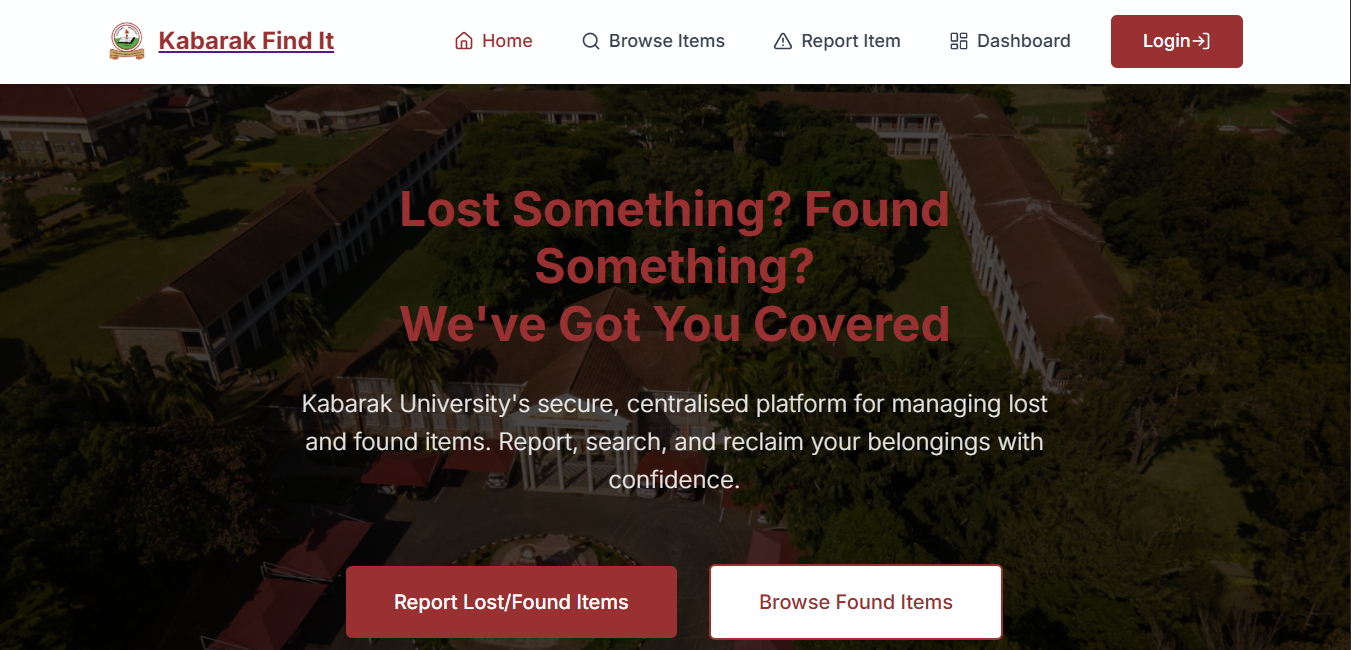 Kabarak Find It
Home
Browse Items
Report Item
Dashboard
Login
Lost Something? Found
Something?
We've Got You Covered
Kabarak University's secure, centralised platform for managing lost
and found items. Report, search, and reclaim your belongings with
confidence.
Report Lost/Found Items
Browse Found Items